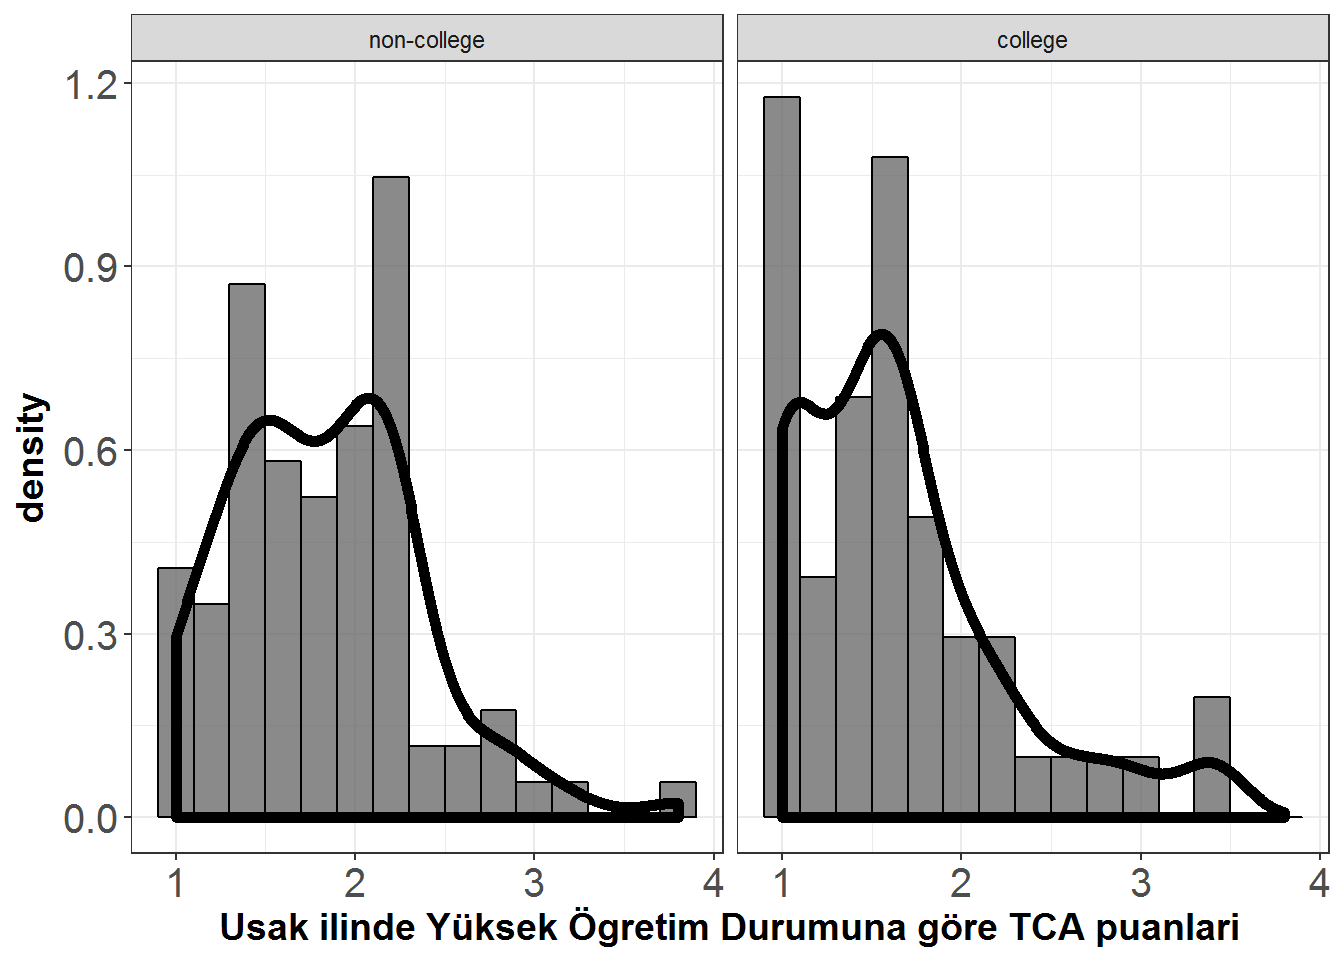 non-college
college
1.2
0.9
0.6
0.3
0.0
density
1 2 3 4
1 2 3 4
Usak ilinde Yüksek Ögretim Durumuna göre TCA puanlari